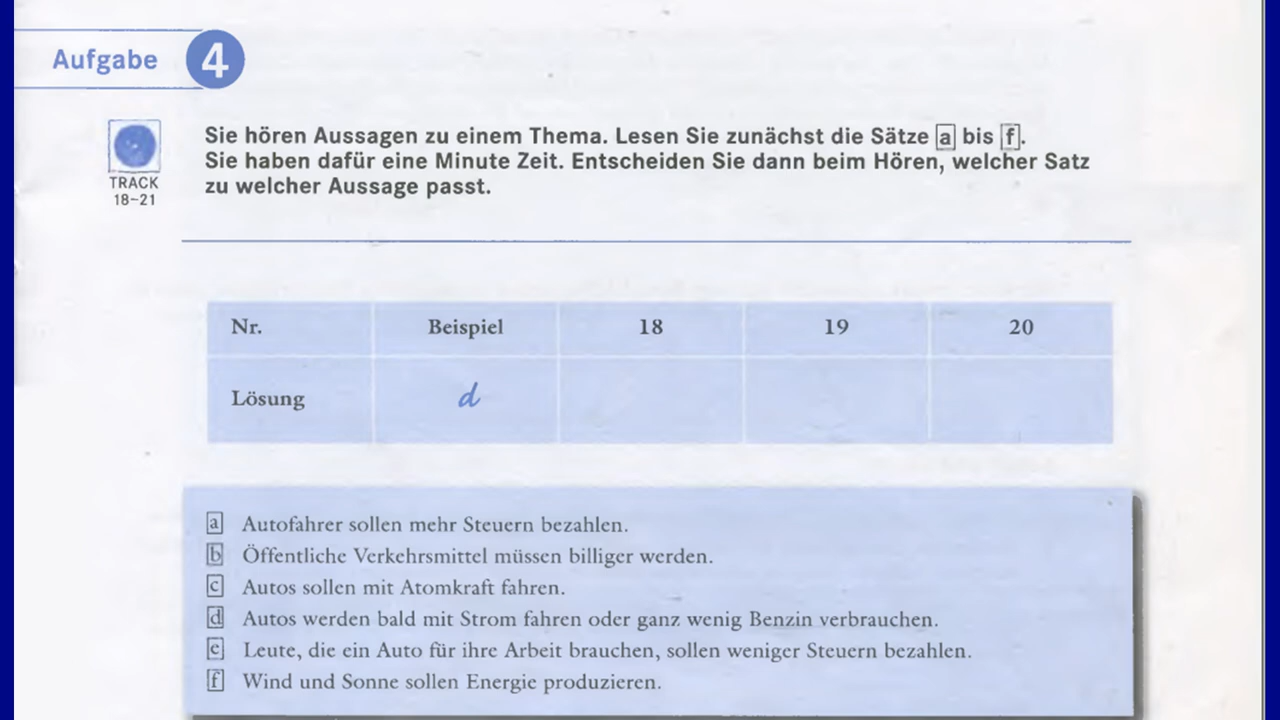 Aufgabe 4
TRACK
18–21
Sie hören Aussagen zu einem Thema. Lesen Sie zunächst die Sätze a bis f.
Sie haben dafür eine Minute Zeit. Entscheiden Sie dann beim Hören, welcher Satz
zu welcher Aussage passt.
Nr. Beispiel 18 19 20
Lösung d
a Autofahrer sollen mehr Steuern bezahlen.
b Öffentliche Verkehrsmittel müssen billiger werden.
c Autos sollen mit Atomkraft fahren.
d Autos werden bald mit Strom fahren oder ganz wenig Benzin verbrauchen.
e Leute, die ein Auto für ihre Arbeit brauchen, sollen weniger Steuern bezahlen.
f Wind und Sonne sollen Energie produzieren.